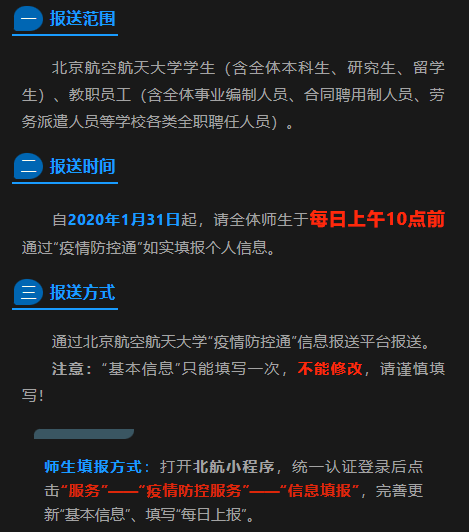 一 报送范围
北京航空航天大学学生（含全体本科生、研究生、留学
生）、教职员工（含全体事业编制人员、合同聘用制人员、劳
务派遣人员等学校各类全职聘任人员）。
二 报送时间
自2020年1月31日起，请全体师生于每日上午10点前
通过“疫情防控通”如实填报个人信息。
三 报送方式
通过北京航空航天大学“疫情防控通”信息报送平台报送。
注意：“基本信息”只能填写一次，不能修改，请谨慎填
写！
师生填报方式：打开北航小程序，统一认证登录后点
击“服务”——“疫情防控服务”——“信息填报”，完善更
新“基本信息”、填写“每日上报”。